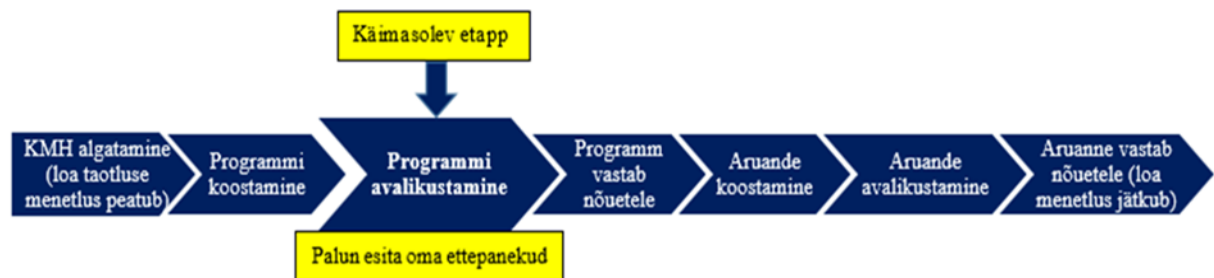 Käimasolev etapp
KMH algatamine
(loa taotluse
menetlus peatub)
Programmi
koostamine
Programmi
avalikustamine
Programm
vastab
nõuetele
Aruande
koostamine
Aruande
avalikustamine
Aruanne vastab
nõuetele (loa
menetlus jätkub)
Palun esita oma ettepanekud